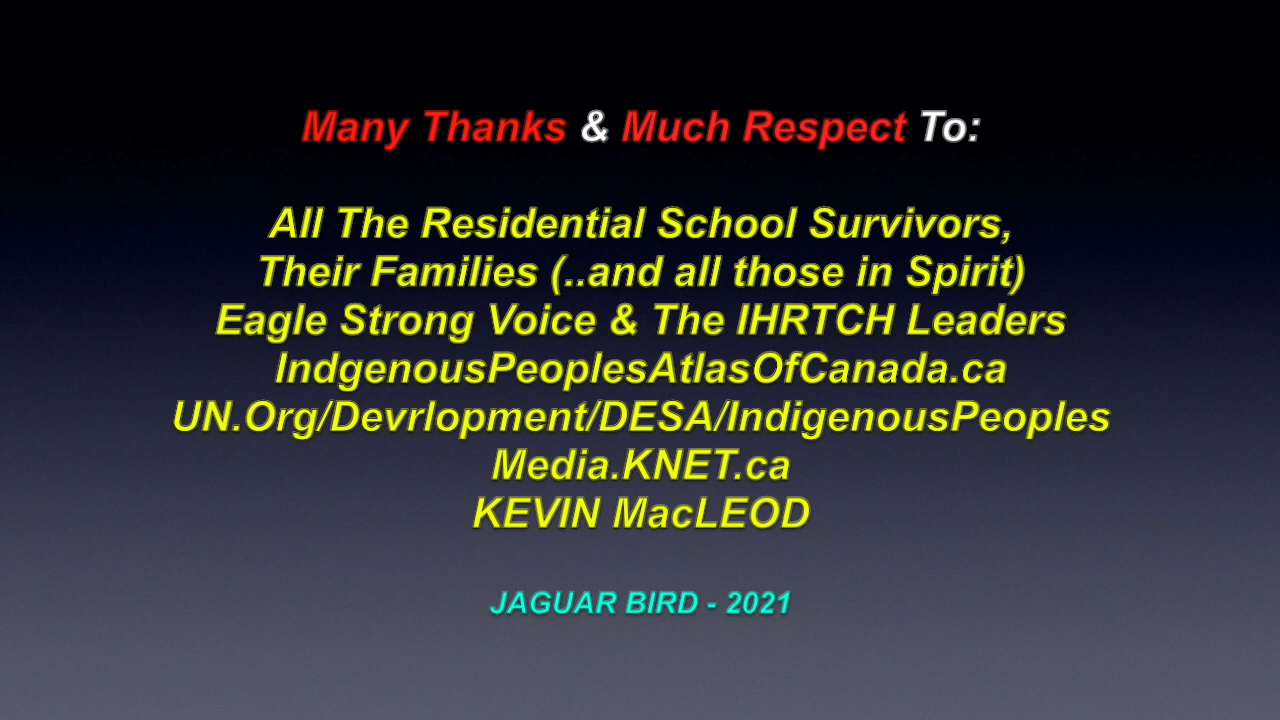 Many Thanks & Much Respect To:
All The Residential School Survivors,
Their Families (..and all those in Spirit)
Eagle Strong Voice & The IHRTCH Leaders
IndgenousPeoplesAtlasOfCanada.ca
UN.Org/Devrlopment/DESA/IndigenousPeoples
Media.KNET.ca
KEVIN MacLEOD
JAGUAR BIRD - 2021